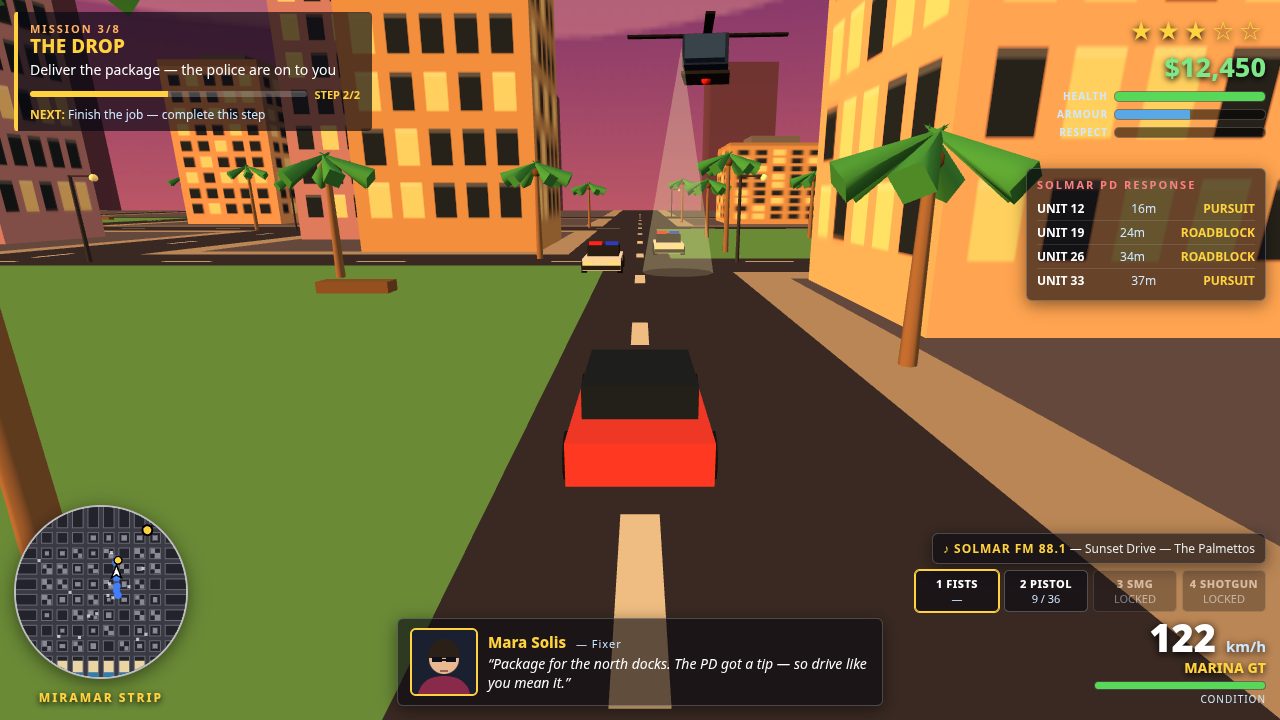 MISSION 3/8
THE DROP
Deliver the package — the police are on to you
STEP 2/2
NEXT: Finish the job — complete this step
★★★☆☆
$12,450
HEALTH
ARMOUR
RESPECT
SOLMAR PD RESPONSE
UNIT 12 16m PURSUIT
UNIT 19 24m ROADBLOCK
UNIT 26 34m ROADBLOCK
UNIT 33 37m PURSUIT
♪ SOLMAR FM 88.1 — Sunset Drive — The Palmettos
1 FISTS
—
2 PISTOL
9 / 36
3 SMG
LOCKED
4 SHOTGUN
LOCKED
122 km/h
MARINA GT
CONDITION
Mara Solis — Fixer
“Package for the north docks. The PD got a tip — so drive like
you mean it.”
MIRAMAR STRIP